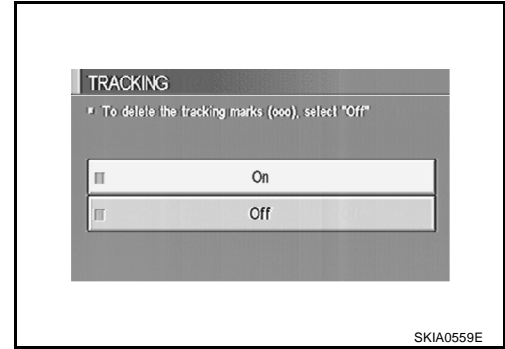 TRACKING
To delete the tracking marks (ooo), select "Off"
On
Off
SKIA0559E